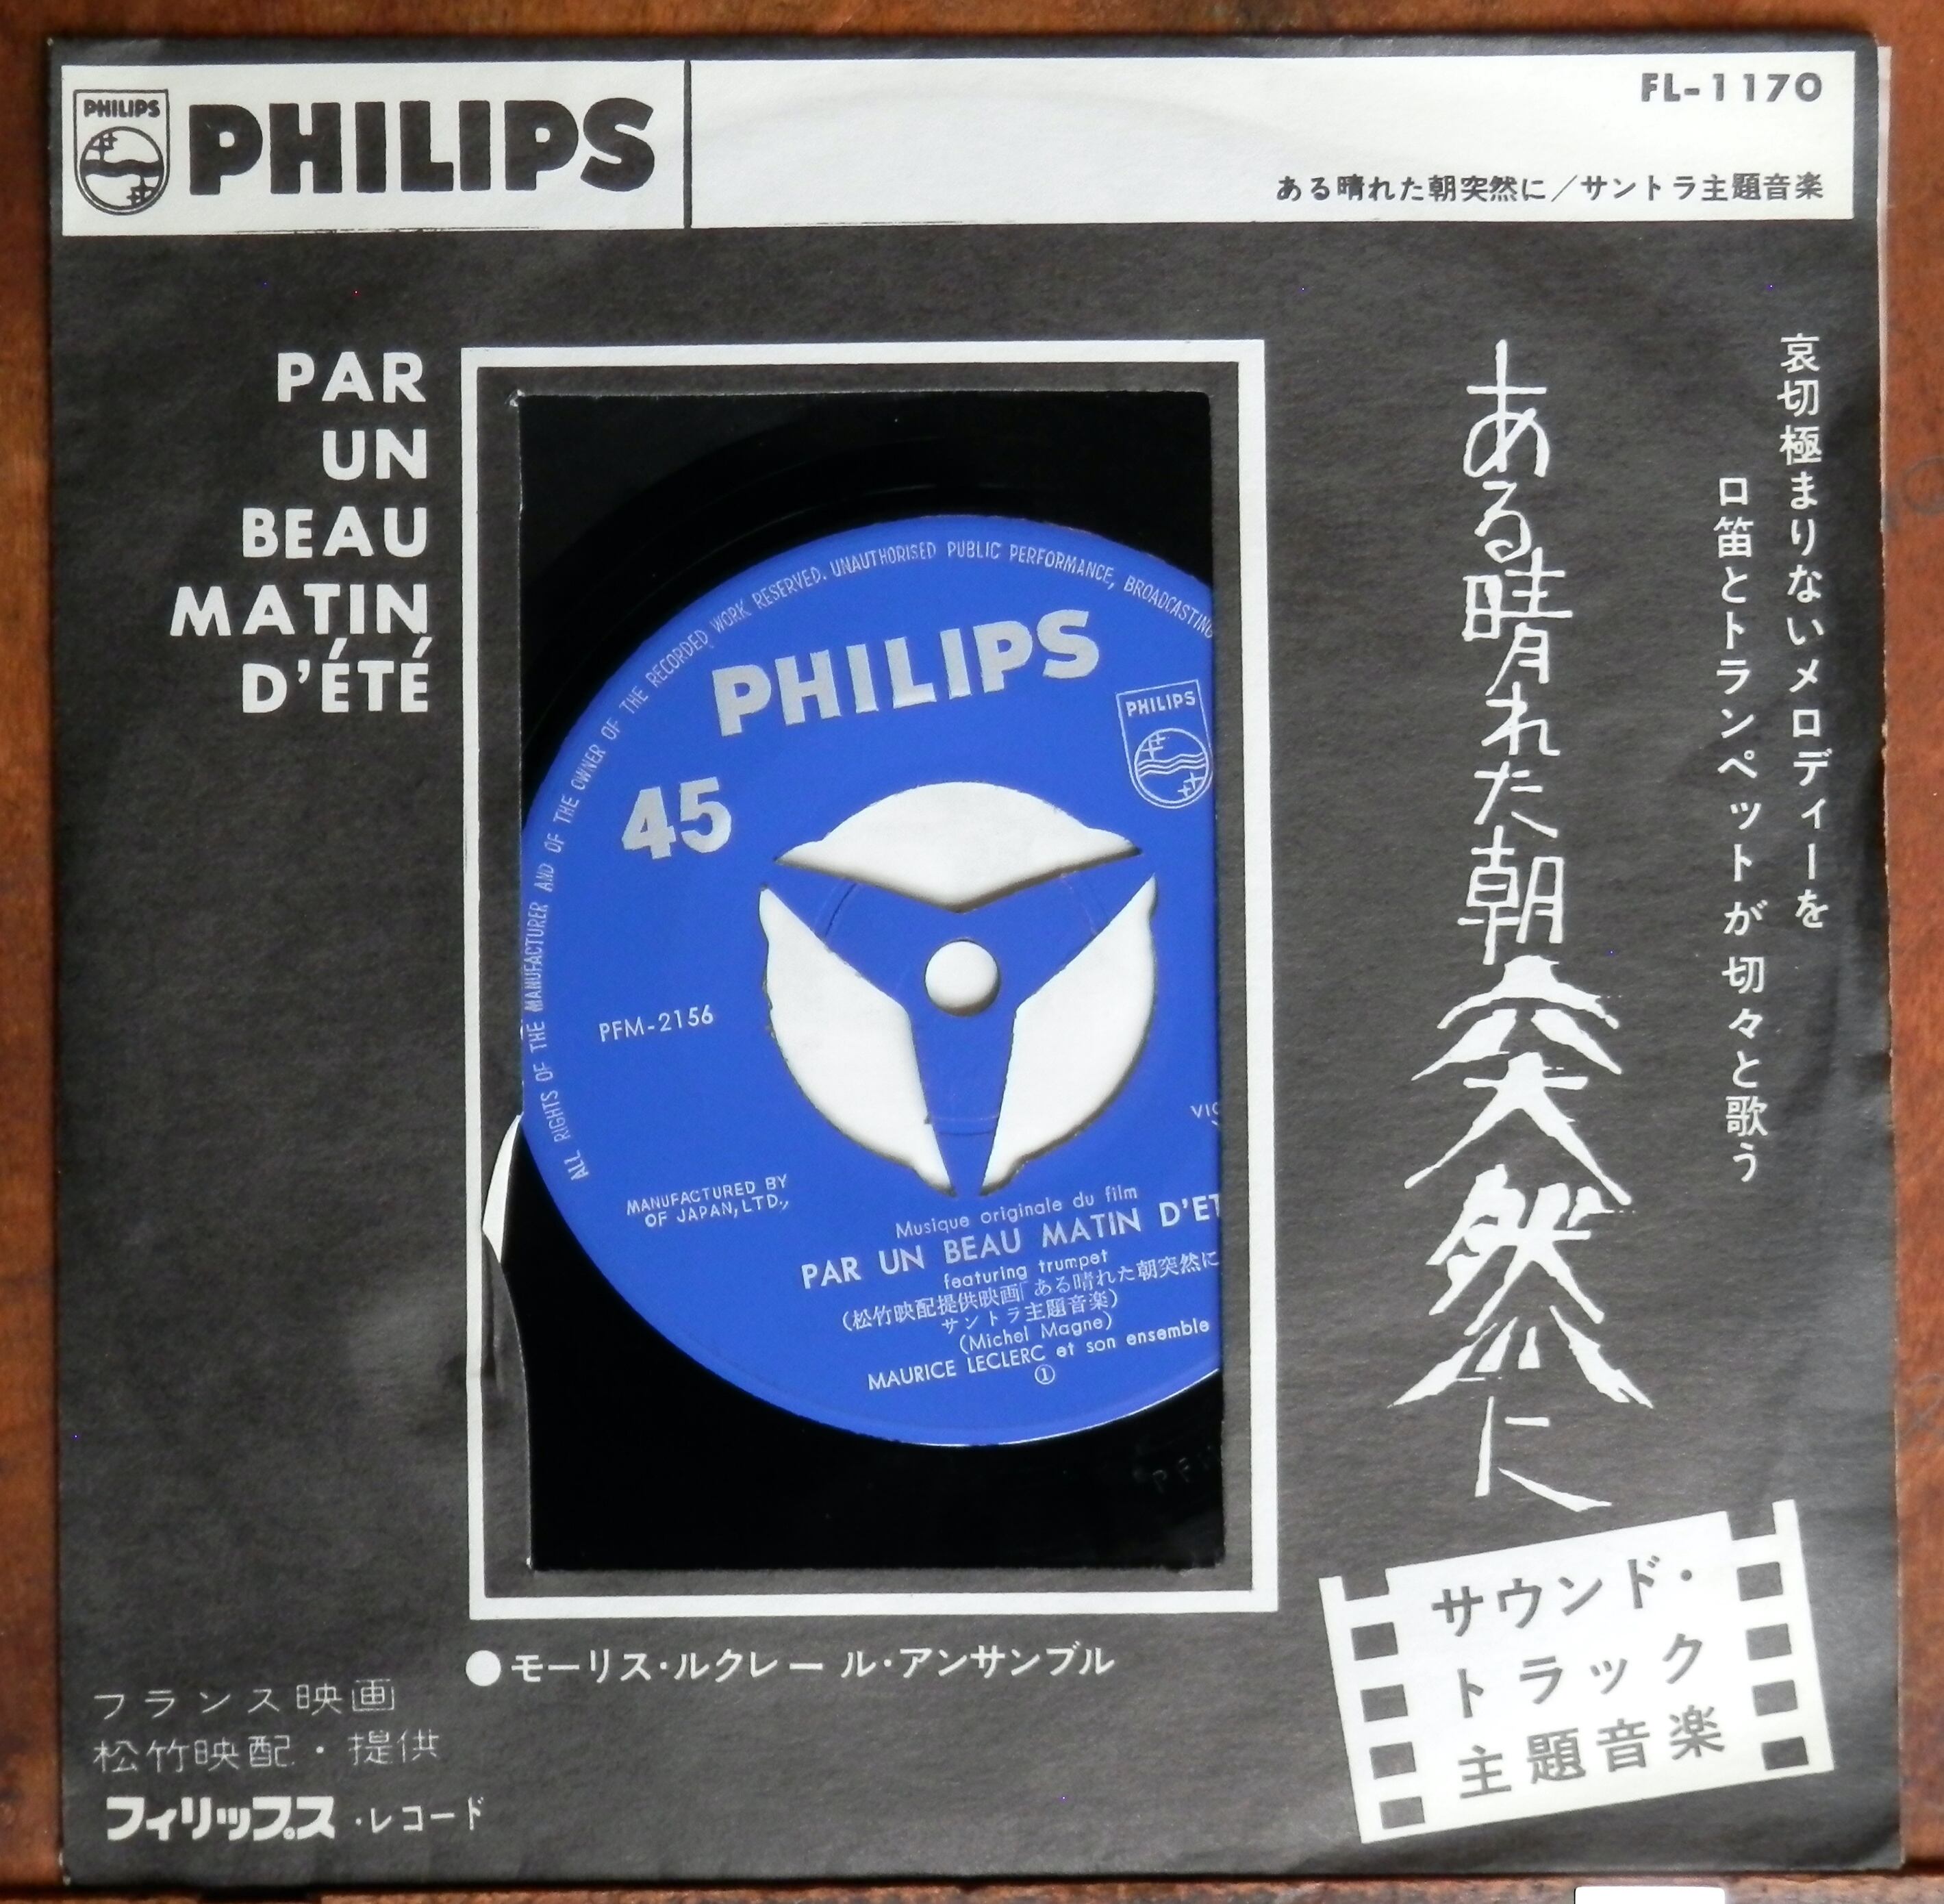 PHILIPS
PHILIPS
FL-1170
ある晴れた朝突然に／サントラ主題音楽
PAR
UN
BEAU
MATIN
D'ÉTÉ
哀切極まりないメロディーを
口笛とトランペットが切々と歌う
ある晴れた朝突然に
ALL RIGHTS OF THE MANUFACTURER AND OF THE OWNER OF THE RECORDED WORK RESERVED. UNAUTHORISED PUBLIC PERFORMANCE, BROADCASTING
PHILIPS
PHILIPS
45
PFM-2156
MANUFACTURED BY
OF JAPAN, LTD.,
Musique originale du film
PAR UN BEAU MATIN D'ET
featuring trumpet
(松竹映配提供映画「ある晴れた朝突然に
サントラ主題音楽)
(Michel Magne)
MAURICE LECLERC et son ensemble
①
●モーリス・ルクレール・アンサンブル
サウンド・
トラック
主題音楽
フランス映画
松竹映配・提供
フィリップス・レコード